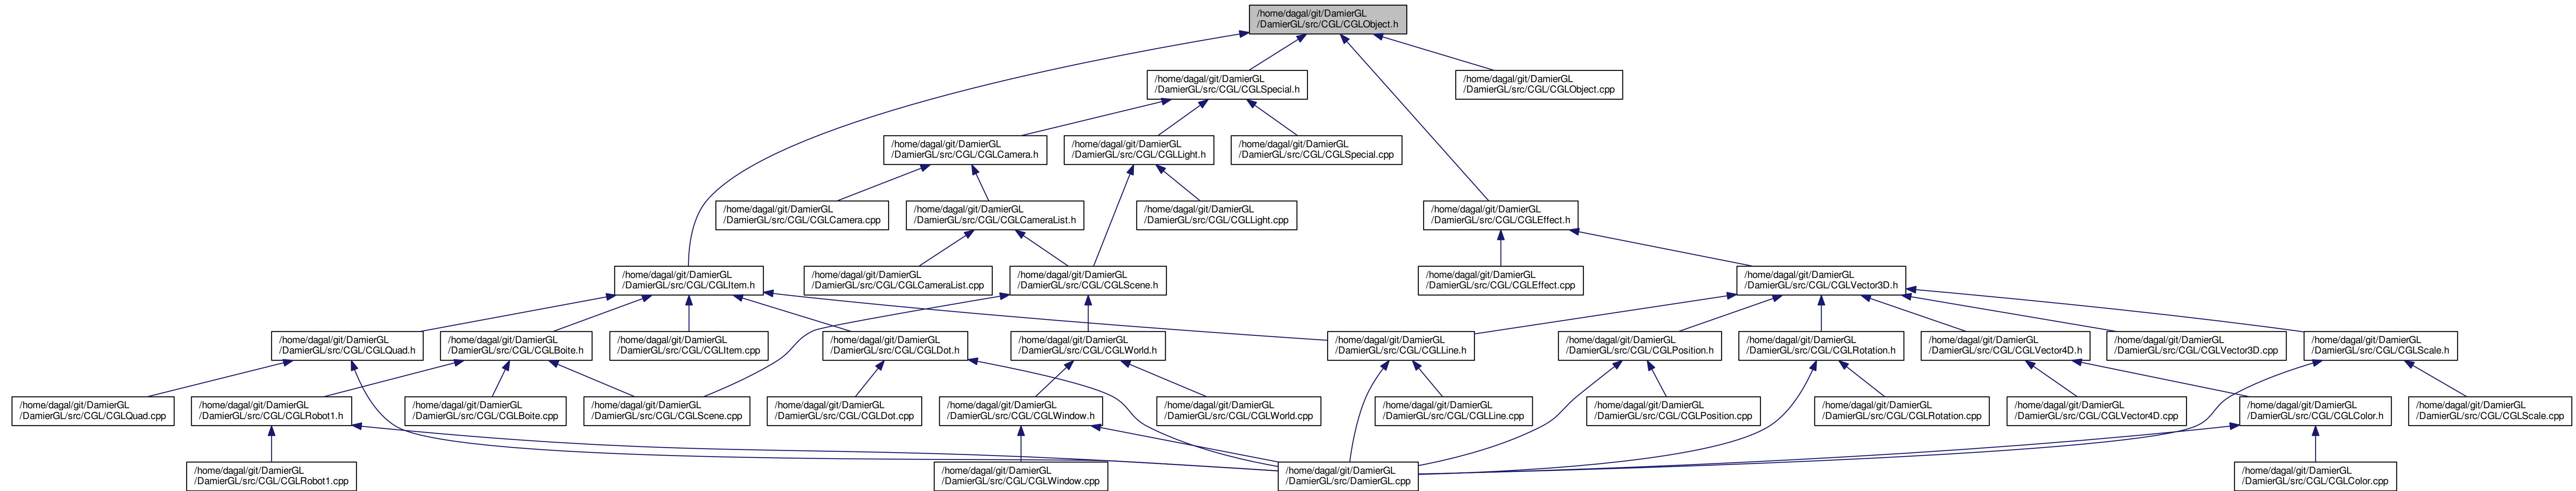 /home/dagal/git/DamierGL
/DamierGL/src/CGL/CGLObject.h
/home/dagal/git/DamierGL
/DamierGL/src/CGL/CGLSpecial.h
/home/dagal/git/DamierGL
/DamierGL/src/CGL/CGLObject.cpp
/home/dagal/git/DamierGL
/DamierGL/src/CGL/CGLCamera.h
/home/dagal/git/DamierGL
/DamierGL/src/CGL/CGLLight.h
/home/dagal/git/DamierGL
/DamierGL/src/CGL/CGLSpecial.cpp
/home/dagal/git/DamierGL
/DamierGL/src/CGL/CGLCamera.cpp
/home/dagal/git/DamierGL
/DamierGL/src/CGL/CGLCameraList.h
/home/dagal/git/DamierGL
/DamierGL/src/CGL/CGLLight.cpp
/home/dagal/git/DamierGL
/DamierGL/src/CGL/CGLEffect.h
/home/dagal/git/DamierGL
/DamierGL/src/CGL/CGLItem.h
/home/dagal/git/DamierGL
/DamierGL/src/CGL/CGLCameraList.cpp
/home/dagal/git/DamierGL
/DamierGL/src/CGL/CGLScene.h
/home/dagal/git/DamierGL
/DamierGL/src/CGL/CGLEffect.cpp
/home/dagal/git/DamierGL
/DamierGL/src/CGL/CGLVector3D.h
/home/dagal/git/DamierGL
/DamierGL/src/CGL/CGLQuad.h
/home/dagal/git/DamierGL
/DamierGL/src/CGL/CGLBoite.h
/home/dagal/git/DamierGL
/DamierGL/src/CGL/CGLItem.cpp
/home/dagal/git/DamierGL
/DamierGL/src/CGL/CGLDot.h
/home/dagal/git/DamierGL
/DamierGL/src/CGL/CGLWorld.h
/home/dagal/git/DamierGL
/DamierGL/src/CGL/CGLLine.h
/home/dagal/git/DamierGL
/DamierGL/src/CGL/CGLPosition.h
/home/dagal/git/DamierGL
/DamierGL/src/CGL/CGLRotation.h
/home/dagal/git/DamierGL
/DamierGL/src/CGL/CGLVector4D.h
/home/dagal/git/DamierGL
/DamierGL/src/CGL/CGLVector3D.cpp
/home/dagal/git/DamierGL
/DamierGL/src/CGL/CGLScale.h
/home/dagal/git/DamierGL
/DamierGL/src/CGL/CGLQuad.cpp
/home/dagal/git/DamierGL
/DamierGL/src/CGL/CGLRobot1.h
/home/dagal/git/DamierGL
/DamierGL/src/CGL/CGLBoite.cpp
/home/dagal/git/DamierGL
/DamierGL/src/CGL/CGLScene.cpp
/home/dagal/git/DamierGL
/DamierGL/src/CGL/CGLDot.cpp
/home/dagal/git/DamierGL
/DamierGL/src/CGL/CGLWindow.h
/home/dagal/git/DamierGL
/DamierGL/src/CGL/CGLWorld.cpp
/home/dagal/git/DamierGL
/DamierGL/src/CGL/CGLLine.cpp
/home/dagal/git/DamierGL
/DamierGL/src/CGL/CGLPosition.cpp
/home/dagal/git/DamierGL
/DamierGL/src/CGL/CGLRotation.cpp
/home/dagal/git/DamierGL
/DamierGL/src/CGL/CGLVector4D.cpp
/home/dagal/git/DamierGL
/DamierGL/src/CGL/CGLColor.h
/home/dagal/git/DamierGL
/DamierGL/src/CGL/CGLScale.cpp
/home/dagal/git/DamierGL
/DamierGL/src/CGL/CGLRobot1.cpp
/home/dagal/git/DamierGL
/DamierGL/src/CGL/CGLWindow.cpp
/home/dagal/git/DamierGL
/DamierGL/src/DamierGL.cpp
/home/dagal/git/DamierGL
/DamierGL/src/CGL/CGLColor.cpp